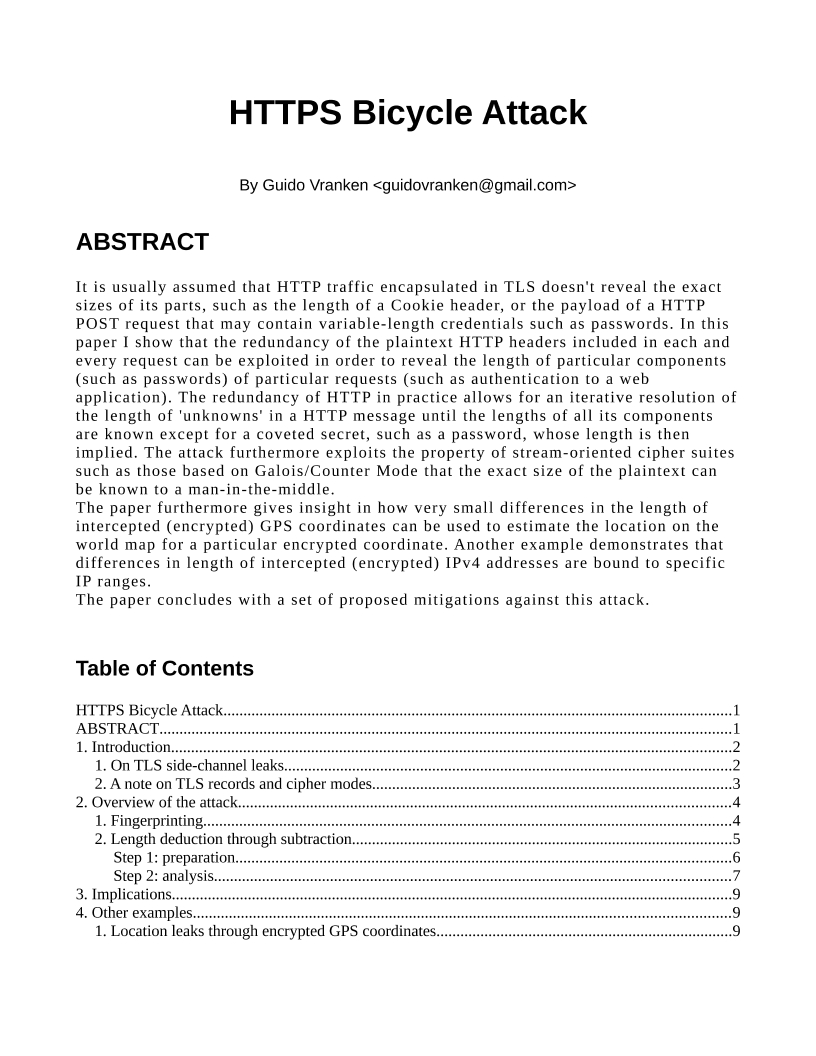 HTTPS Bicycle Attack
By Guido Vranken <guidovranken@gmail.com>
ABSTRACT
It is usually assumed that HTTP traffic encapsulated in TLS doesn't reveal the exact
sizes of its parts, such as the length of a Cookie header, or the payload of a HTTP
POST request that may contain variable-length credentials such as passwords. In this
paper I show that the redundancy of the plaintext HTTP headers included in each and
every request can be exploited in order to reveal the length of particular components
(such as passwords) of particular requests (such as authentication to a web
application). The redundancy of HTTP in practice allows for an iterative resolution of
the length of 'unknowns' in a HTTP message until the lengths of all its components
are known except for a coveted secret, such as a password, whose length is then
implied. The attack furthermore exploits the property of stream-oriented cipher suites
such as those based on Galois/Counter Mode that the exact size of the plaintext can
be known to a man-in-the-middle.
The paper furthermore gives insight in how very small differences in the length of
intercepted (encrypted) GPS coordinates can be used to estimate the location on the
world map for a particular encrypted coordinate. Another example demonstrates that
differences in length of intercepted (encrypted) IPv4 addresses are bound to specific
IP ranges.
The paper concludes with a set of proposed mitigations against this attack.
Table of Contents
HTTPS Bicycle Attack....................................................................................................1
ABSTRACT....................................................................................................1
1. Introduction....................................................................................................2
1. On TLS side-channel leaks....................................................................................................2
2. A note on TLS records and cipher modes....................................................................................................3
2. Overview of the attack....................................................................................................4
1. Fingerprinting....................................................................................................4
2. Length deduction through subtraction....................................................................................................5
Step 1: preparation....................................................................................................6
Step 2: analysis....................................................................................................7
3. Implications....................................................................................................9
4. Other examples....................................................................................................9
1. Location leaks through encrypted GPS coordinates....................................................................................................9